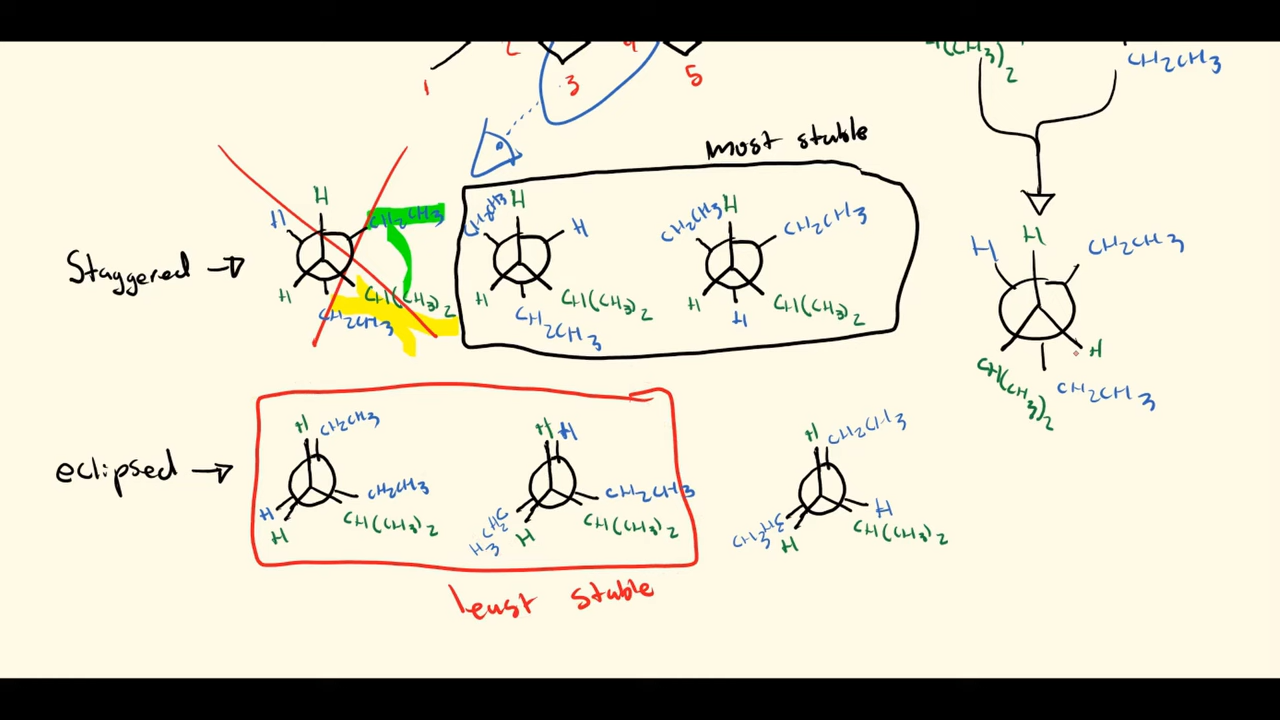 2
4
1
3
5
H(CH3)2
CH2CH3
most stable
Staggered →
H
H
CH2CH3
H
CH(CH3)2
CH2CH3
CH2CH3
H
H
H
CH(CH3)2
CH2CH3
CH2CH3
H
CH2CH3
H
CH(CH3)2
H
H
H
CH2CH3
CH(CH3)2
H
CH2CH3
eclipsed →
H
CH2CH3
CH2CH3
H
CH(CH3)2
H
H
H
CH2CH3
CH(CH3)2
H
H
CH2CH3
H
CH(CH3)2
H
least stable